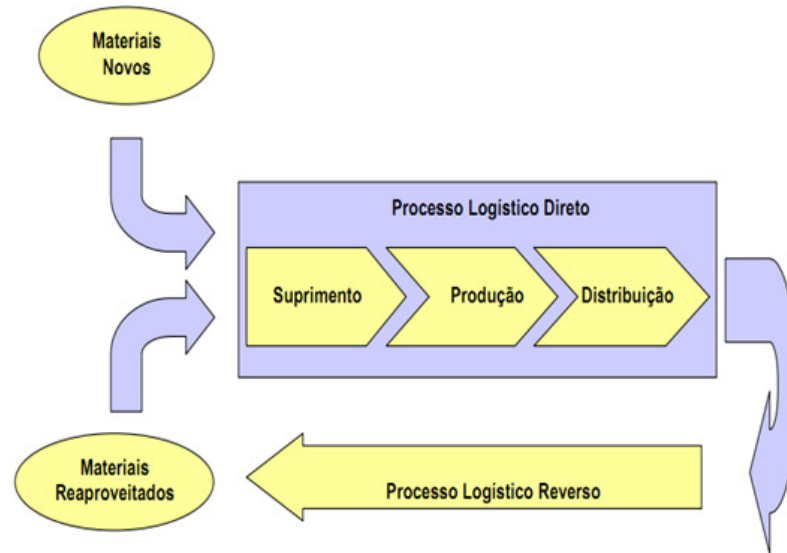 Materiais
Novos
Processo Logístico Direto
Suprimento
Produção
Distribuição
Materiais
Reaproveitados
Processo Logístico Reverso